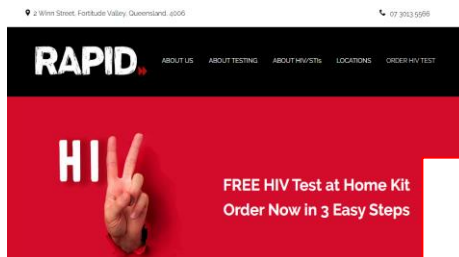 2 Winn Street, Fortitude Valley, Queensland, 4006
07 3013 5566
RAPID
ABOUT US ABOUT TESTING ABOUT HIV/STIs LOCATIONS ORDER HIV TEST
HI
FREE HIV Test at Home Kit
Order Now in 3 Easy Steps